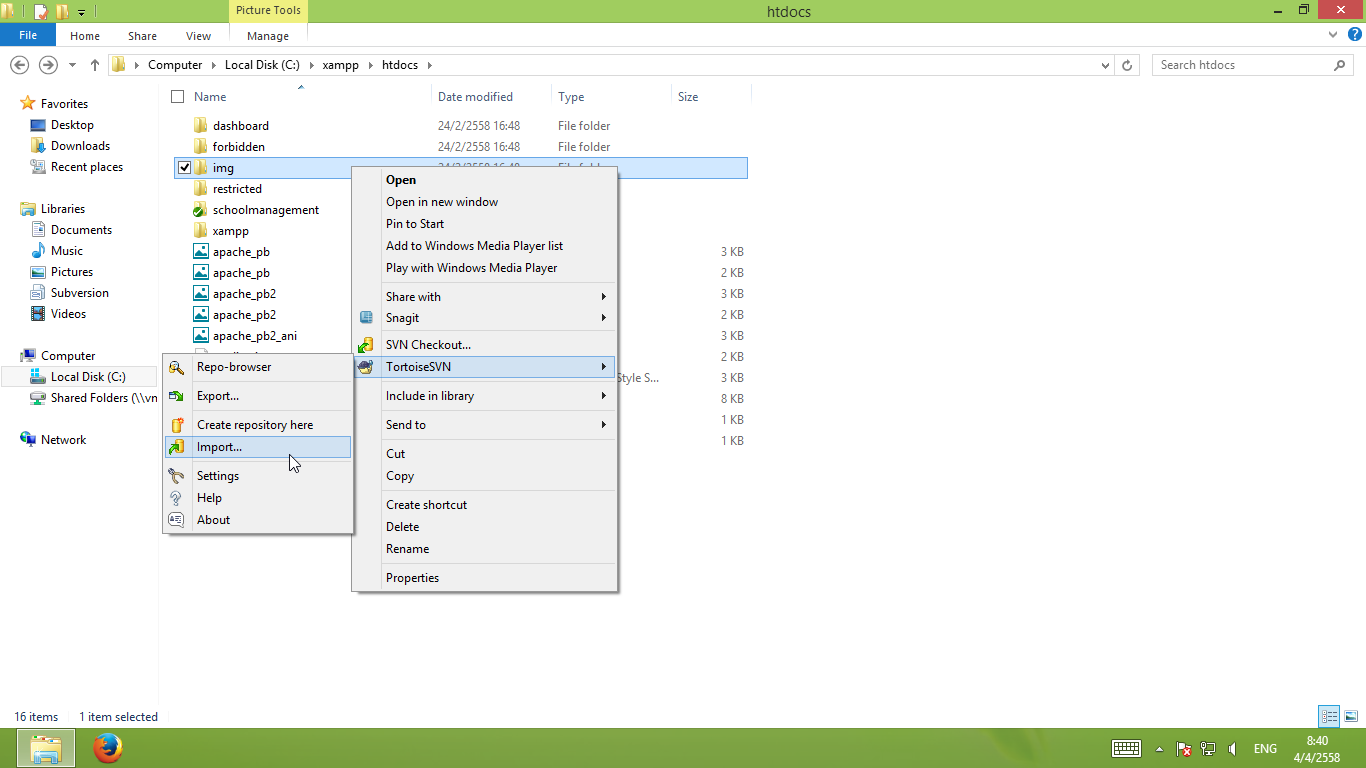 Picture Tools
htdocs
File Home Share View Manage
Computer Local Disk (C:) xampp htdocs
Search htdocs
Name Date modified Type Size
Favorites
Desktop
Downloads
Recent places
Libraries
Documents
Music
Pictures
Subversion
Videos
Computer
Local Disk (C:)
Shared Folders (\\vn
Network
dashboard 24/2/2558 16:48 File folder
forbidden 24/2/2558 16:48 File folder
img 24/2/2558 16:48 File folder
restricted
schoolmanagement
xampp
apache_pb 3 KB
apache_pb 2 KB
apache_pb2 3 KB
apache_pb2 2 KB
apache_pb2_ani 3 KB
2 KB
Style S... 3 KB
8 KB
1 KB
1 KB
Open
Open in new window
Pin to Start
Add to Windows Media Player list
Play with Windows Media Player
Share with
Snagit
SVN Checkout...
TortoiseSVN
Include in library
Send to
Cut
Copy
Create shortcut
Delete
Rename
Properties
Repo-browser
Export...
Create repository here
Import...
Settings
Help
About
16 items 1 item selected
ENG
8:40
4/4/2558